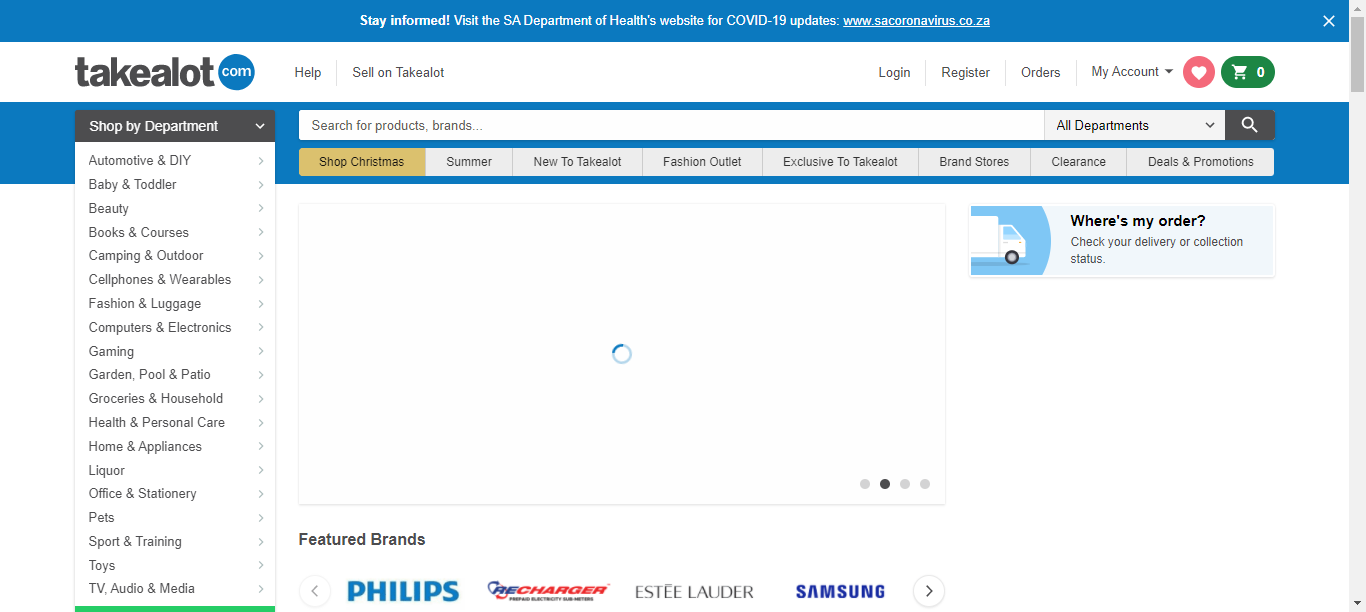 Stay informed! Visit the SA Department of Health's website for COVID-19 updates: www.sacoronavirus.co.za
takealot com
Help
Sell on Takealot
Login
Register
Orders
My Account
0
Shop by Department
Search for products, brands...
All Departments
Shop Christmas
Summer
New To Takealot
Fashion Outlet
Exclusive To Takealot
Brand Stores
Clearance
Deals & Promotions
Automotive & DIY
Baby & Toddler
Beauty
Books & Courses
Camping & Outdoor
Cellphones & Wearables
Fashion & Luggage
Computers & Electronics
Gaming
Garden, Pool & Patio
Groceries & Household
Health & Personal Care
Home & Appliances
Liquor
Office & Stationery
Pets
Sport & Training
Toys
TV, Audio & Media
Where's my order?
Check your delivery or collection
status.
Featured Brands
PHILIPS
RECHARGER
PREPAID ELECTRICITY SUB-METERS
ESTĒE LAUDER
SAMSUNG